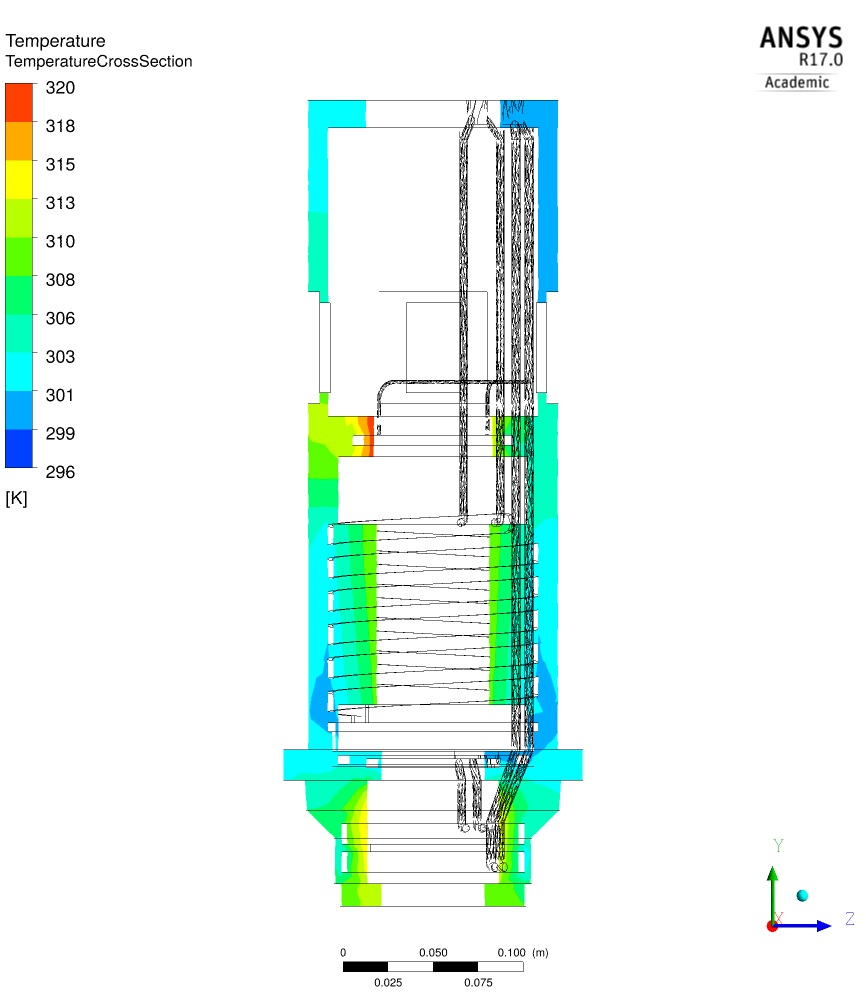 Temperature
TemperatureCrossSection
320
318
315
313
310
308
306
303
301
299
296
[K]
ANSYS
R17.0
Academic
Y
X
Z
0 0.050 0.100 (m)
0.025 0.075